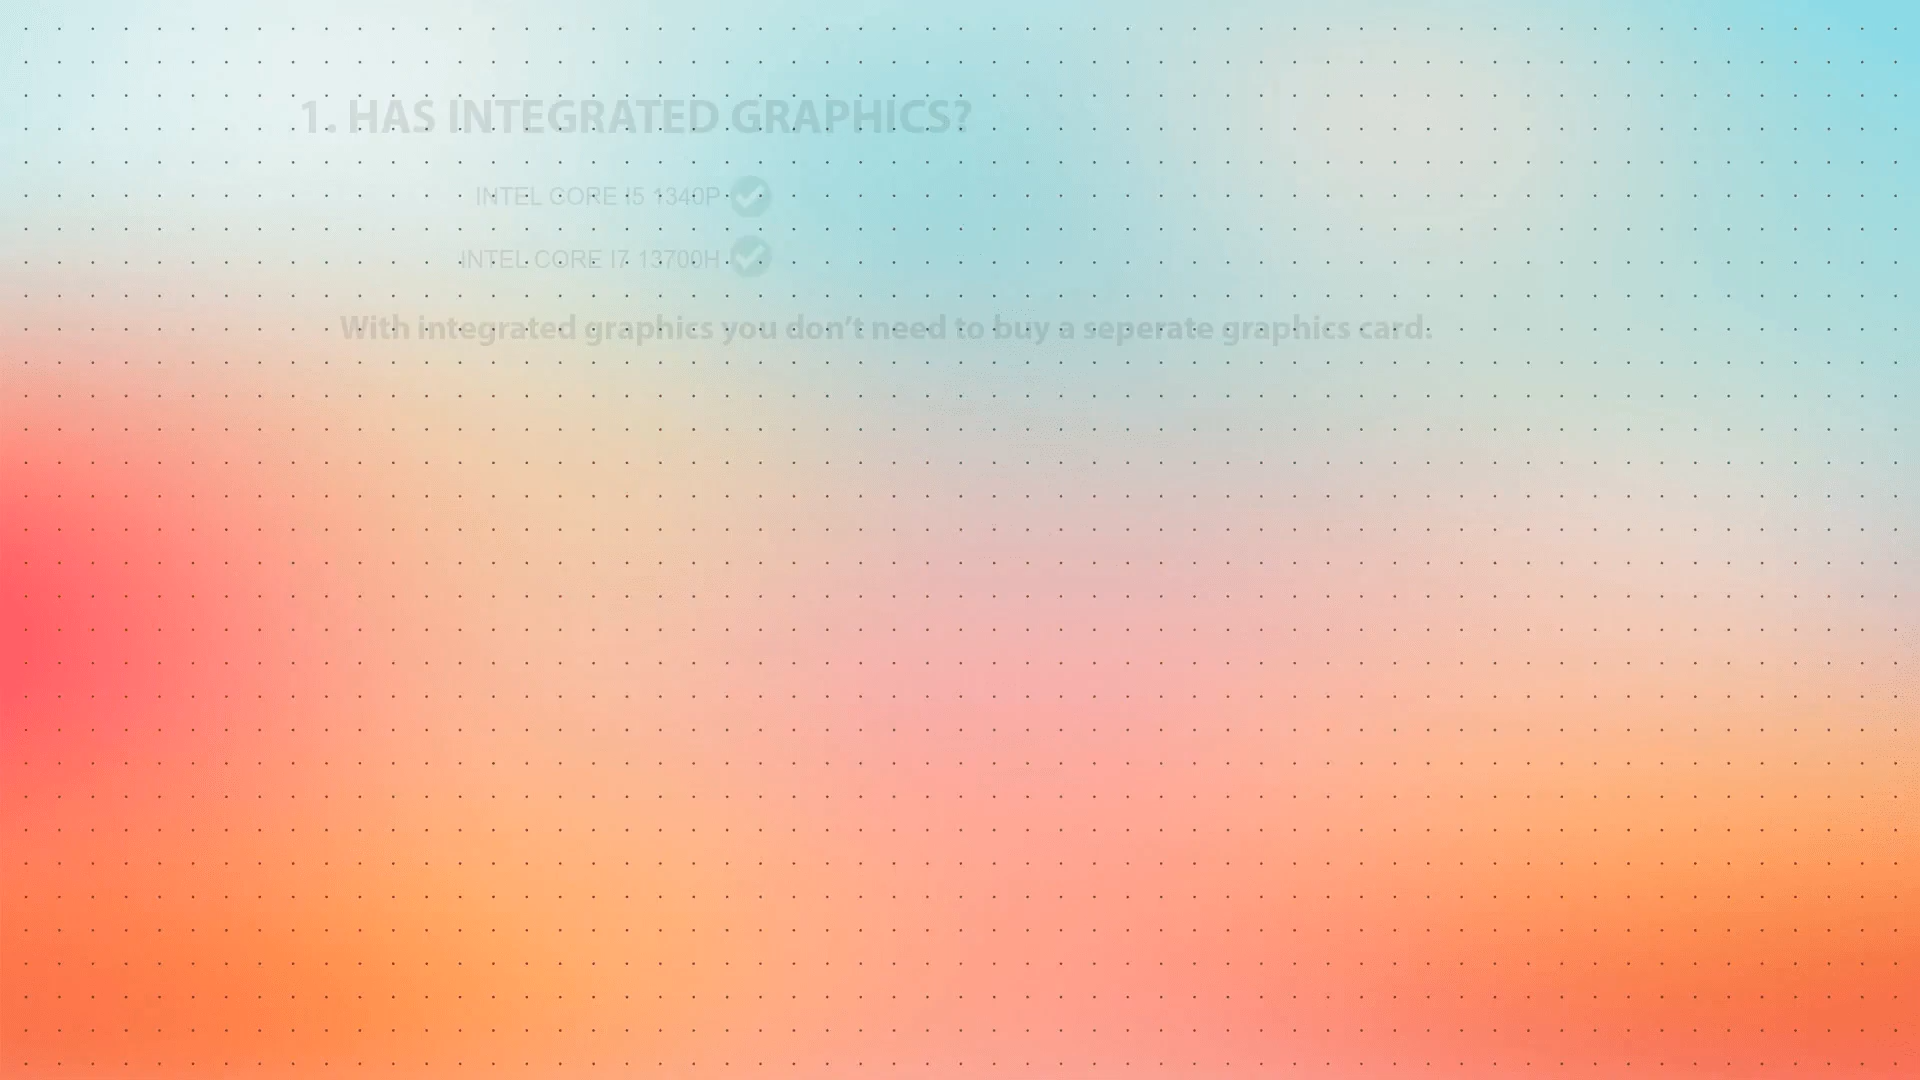 1. HAS INTEGRATED GRAPHICS?
INTEL CORE I5 1340P
INTEL CORE I7 13700H
With integrated graphics you don’t need to buy a seperate graphics card.